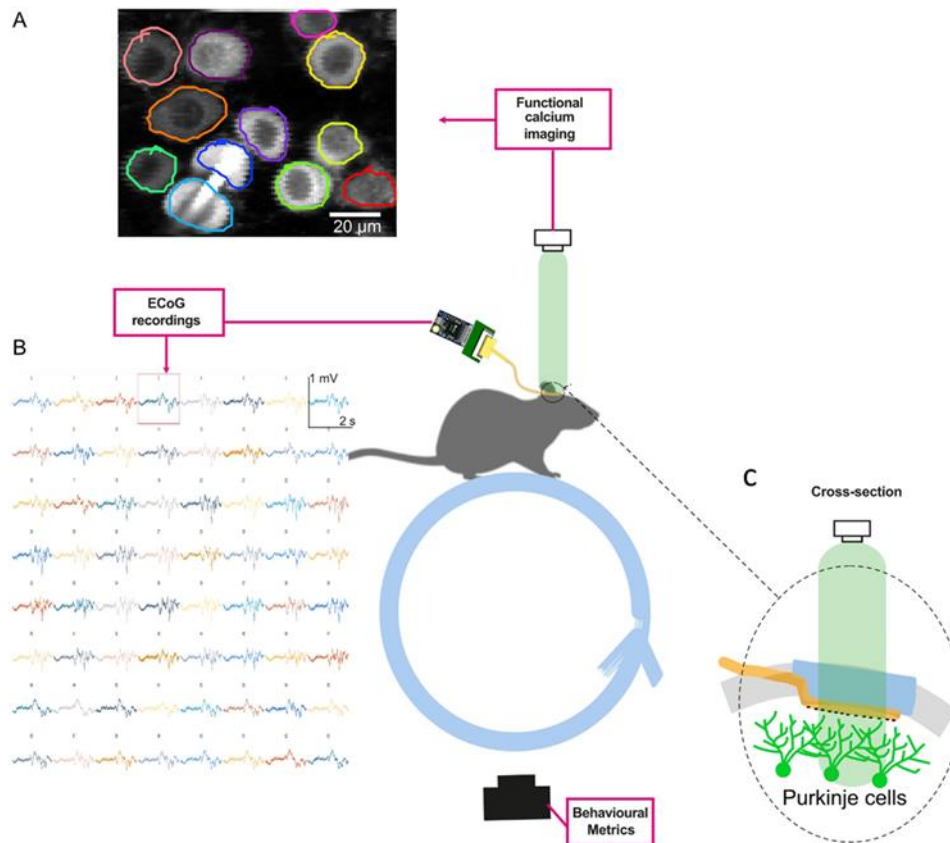 A
20 µm
Functional
calcium
imaging
ECoG
recordings
B
1 mV
2 s
C
Cross-section
Purkinje cells
Behavioural
Metrics